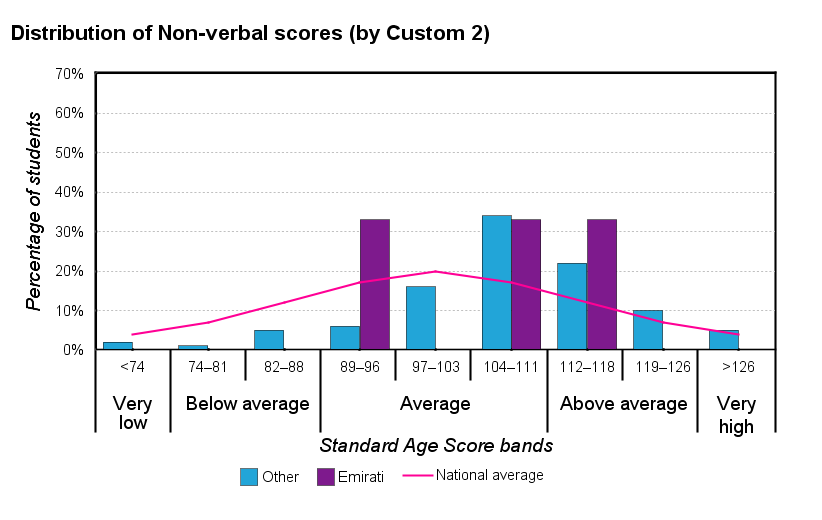 Distribution of Non-verbal scores (by Custom 2)
Percentage of students
70%
60%
50%
40%
30%
20%
10%
0%
<74 74–81 82–88 89–96 97–103 104–111 112–118 119–126 >126
Very low Below average Average Above average Very high
Standard Age Score bands
Other Emirati National average